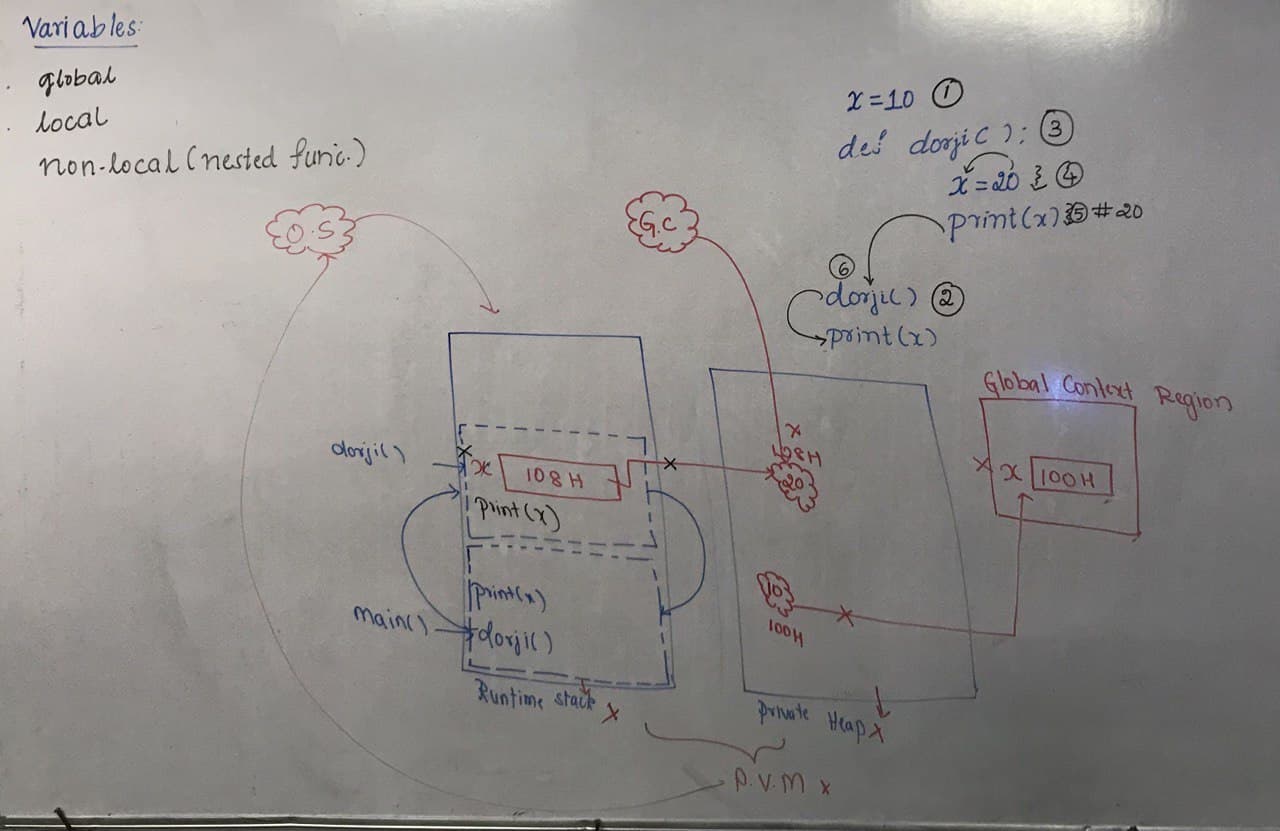 Variables:
. global
. local
non-local (nested func.)
x = 10 ①
def dorji( ): ③
x = 20 } ④
print(x) } ⑤ # 20
⑥
dorji() ②
print(x)
O.S
G.C
Global Context Region
x 100H
x
108H
20
10
100H
dorji()
x 108H
print(x)
print(x)
main()
dorji()
Runtime stack x
Private Heap x
P.V.M x